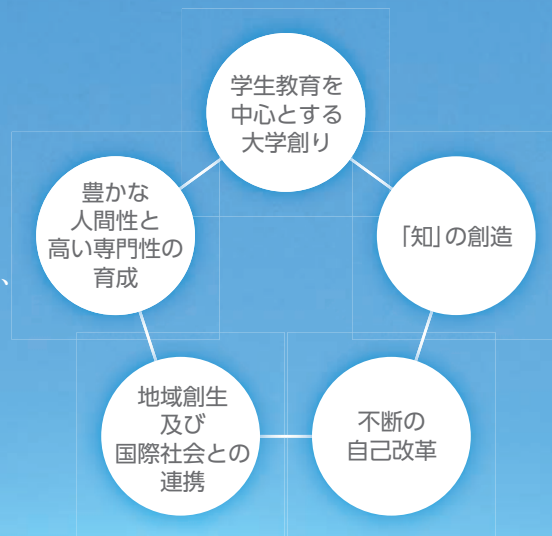 学生教育を
中心とする
大学創り
「知」の創造
不断の
自己改革
地域創生
及び
国際社会との
連携
豊かな
人間性と
高い専門性の
育成
、